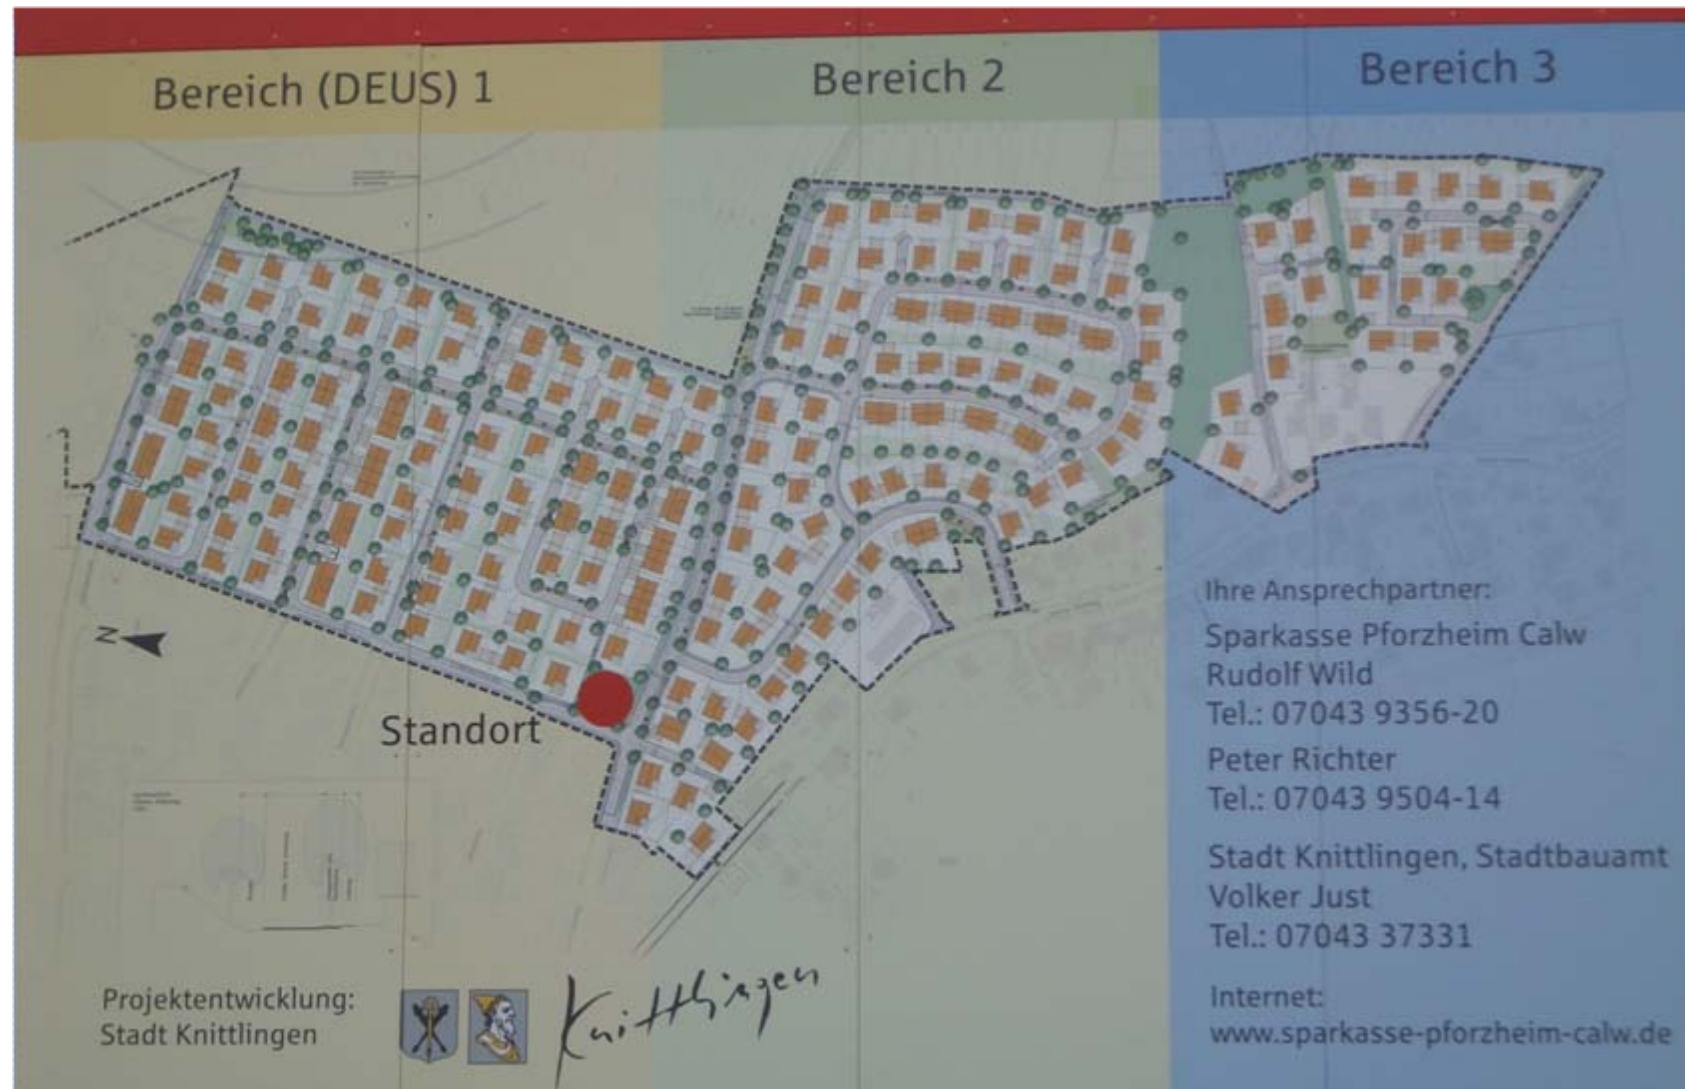 Bereich (DEUS) 1
Bereich 2
Bereich 3
N
Standort
Ihre Ansprechpartner:
Sparkasse Pforzheim Calw
Rudolf Wild
Tel.: 07043 9356-20
Peter Richter
Tel.: 07043 9504-14
Stadt Knittlingen, Stadtbauamt
Volker Just
Tel.: 07043 37331
Internet:
www.sparkasse-pforzheim-calw.de
Projektentwicklung:
Stadt Knittlingen
Knittlingen